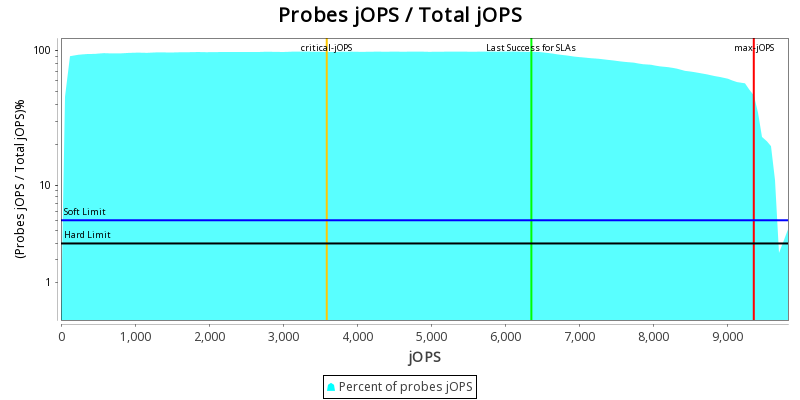 Probes jOPS / Total jOPS
(Probes jOPS / Total jOPS)%
100
10
1
critical-jOPS
Last Success for SLAs
max-jOPS
Soft Limit
Hard Limit
0 1,000 2,000 3,000 4,000 5,000 6,000 7,000 8,000 9,000
jOPS
Percent of probes jOPS